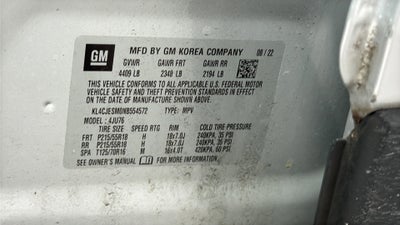 GM MFD BY GM KOREA COMPANY 08/22
GVWR GAWR FRT GAWR RR
4409 LB 2348 LB 2194 LB
THIS VEHICLE CONFORMS TO ALL APPLICABLE U.S. FEDERAL MOTOR
VEHICLE SAFETY AND THEFT PREVENTION STANDARDS IN EFFECT ON THE
DATE OF MANUFACTURE SHOWN ABOVE.
KL4CJESM0NB554572 TYPE: MPV
MODEL: 4JU76
TIRE SIZE SPEED RTG RIM COLD TIRE PRESSURE
FRT P215/55R18 H 18x7.0J 240KPA, 35 PSI
RR P215/55R18 H 18x7.0J 240KPA, 35 PSI
SPA T125/70R16 M 16x4.0T 420KPA, 60 PSI
SEE OWNER'S MANUAL FOR ADDITIONAL INFORMATION.